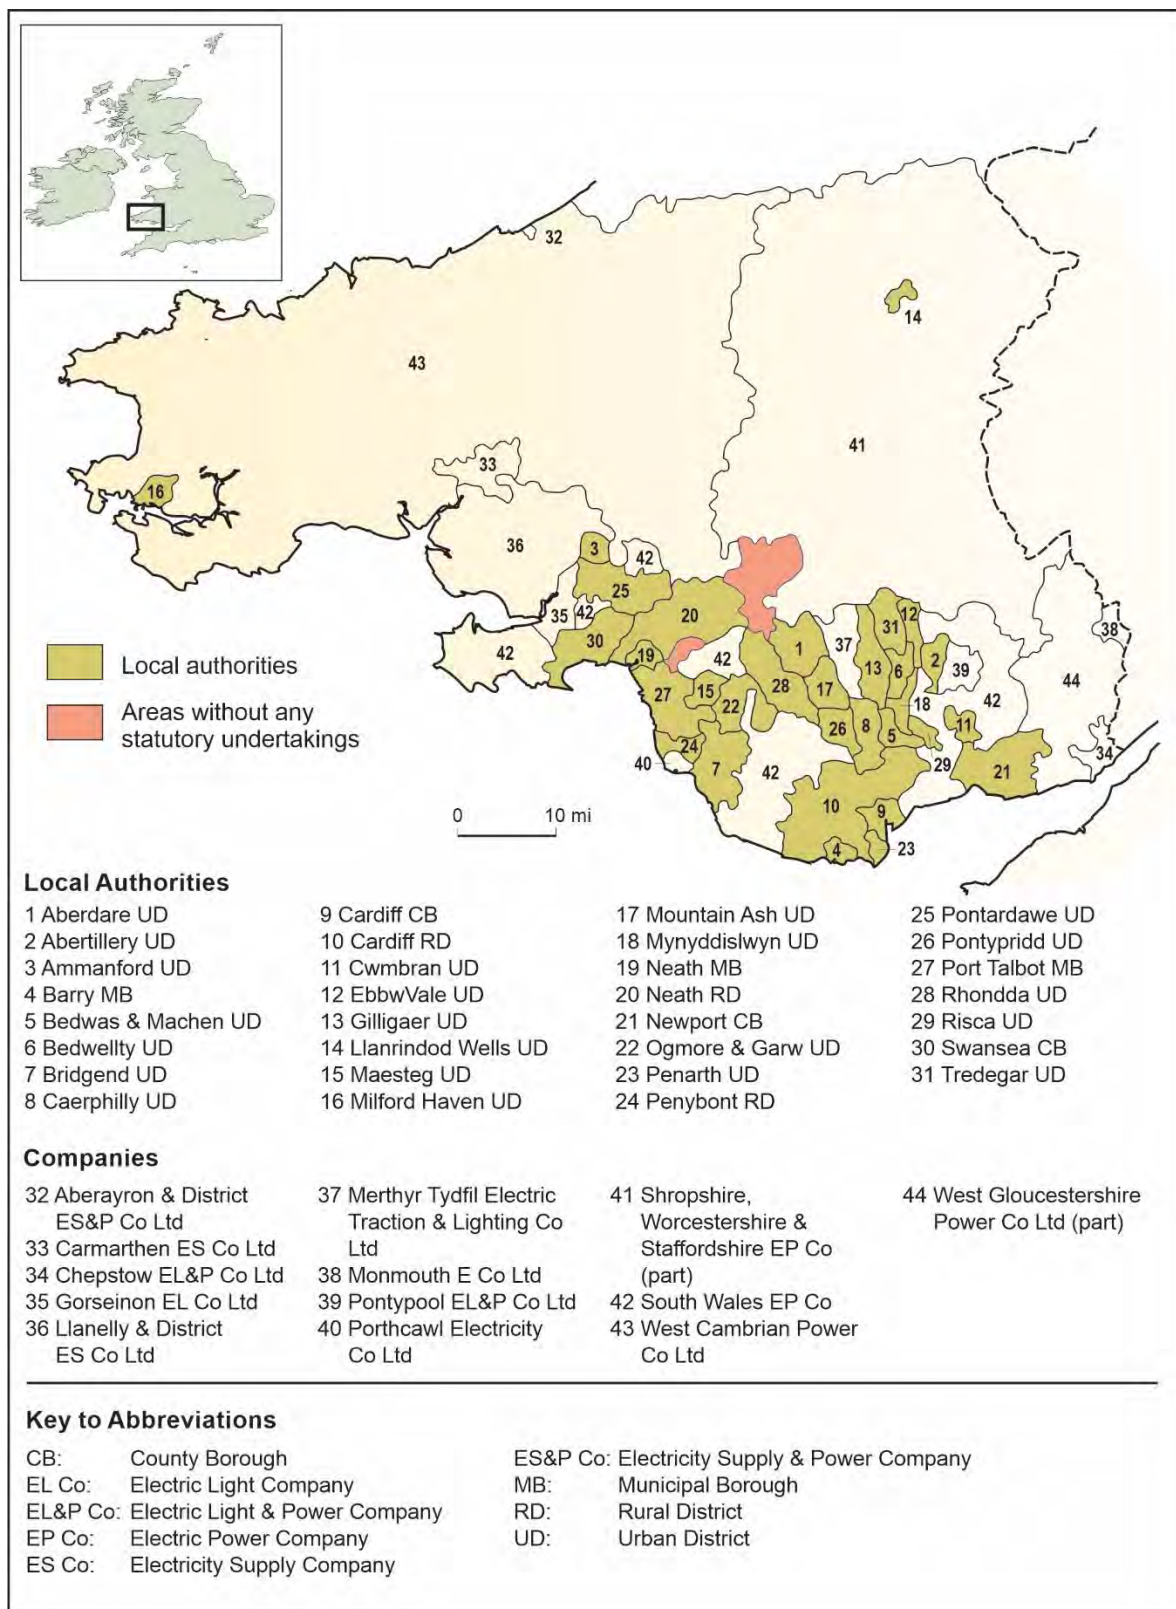 32
14
43
41
33
16
36
3
42
25
35
42
20
30
42
19
42
1
37
31
12
13
6
2
39
38
44
27
15
22
28
17
18
42
11
26
8
5
34
24
40
7
42
29
21
10
9
4
23
Local authorities
Areas without any
statutory undertakings
0 10 mi
Local Authorities
1 Aberdare UD
2 Abertillery UD
3 Ammanford UD
4 Barry MB
5 Bedwas & Machen UD
6 Bedwellty UD
7 Bridgend UD
8 Caerphilly UD
9 Cardiff CB
10 Cardiff RD
11 Cwmbran UD
12 EbbwVale UD
13 Gilligaer UD
14 Llanrindod Wells UD
15 Maesteg UD
16 Milford Haven UD
17 Mountain Ash UD
18 Mynyddislwyn UD
19 Neath MB
20 Neath RD
21 Newport CB
22 Ogmore & Garw UD
23 Penarth UD
24 Penybont RD
25 Pontardawe UD
26 Pontypridd UD
27 Port Talbot MB
28 Rhondda UD
29 Risca UD
30 Swansea CB
31 Tredegar UD
Companies
32 Aberayron & District
ES&P Co Ltd
33 Carmarthen ES Co Ltd
34 Chepstow EL&P Co Ltd
35 Gorseinon EL Co Ltd
36 Llanelly & District
ES Co Ltd
37 Merthyr Tydfil Electric
Traction & Lighting Co
Ltd
38 Monmouth E Co Ltd
39 Pontypool EL&P Co Ltd
40 Porthcawl Electricity
Co Ltd
41 Shropshire,
Worcestershire &
Staffordshire EP Co
(part)
42 South Wales EP Co
43 West Cambrian Power
Co Ltd
44 West Gloucestershire
Power Co Ltd (part)
Key to Abbreviations
CB: County Borough
EL Co: Electric Light Company
EL&P Co: Electric Light & Power Company
EP Co: Electric Power Company
ES Co: Electricity Supply Company
ES&P Co: Electricity Supply & Power Company
MB: Municipal Borough
RD: Rural District
UD: Urban District